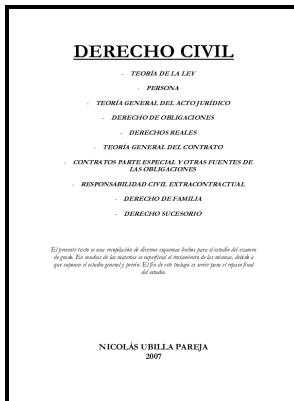 DERECHO CIVIL
- TEORÍA DE LA LEY
- PERSONA
- TEORÍA GENERAL DEL ACTO JURÍDICO
- DERECHO DE OBLIGACIONES
- DERECHOS REALES
- TEORÍA GENERAL DEL CONTRATO
- CONTRATOS PARTE ESPECIAL Y OTRAS FUENTES DE
LAS OBLIGACIONES
- RESPONSABILIDAD CIVIL EXTRACONTRACTUAL
- DERECHO DE FAMILIA
- DERECHO SUCESORIO
El presente texto es una recopilación de diversos esquemas hechos para el estudio del examen
de grado. En muchas de las materias es superficial el tratamiento de las mismas, debido a
que suponen el estudio general y previo. El fin de este trabajo es servir para el repaso final
del estudio.
NICOLÁS UBILLA PAREJA
2007